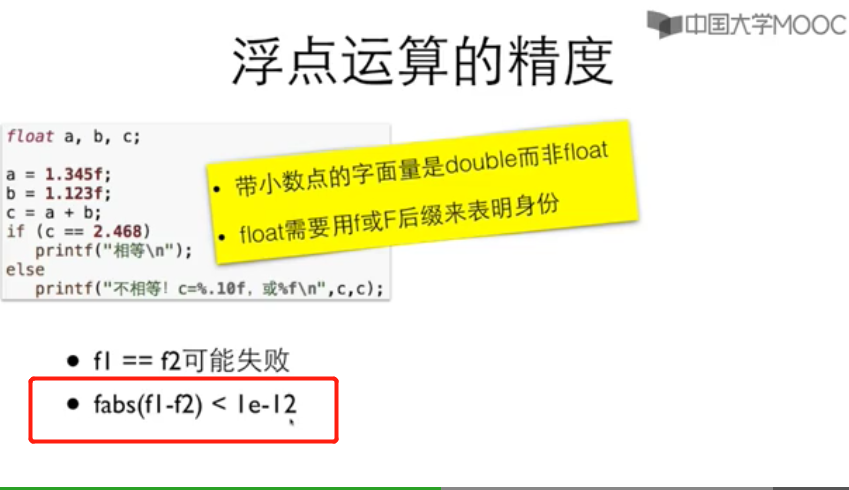 中国大学MOOC
浮点运算的精度
float a, b, c;
a = 1.345f;
b = 1.123f;
c = a + b;
if (c == 2.468)
printf("相等\n");
else
printf("不相等! c=%.10f, 或%f\n",c,c);
• 带小数点的字面量是double而非float
• float需要用f或F后缀来表明身份
• f1 == f2可能失败
• fabs(f1-f2) < 1e-12